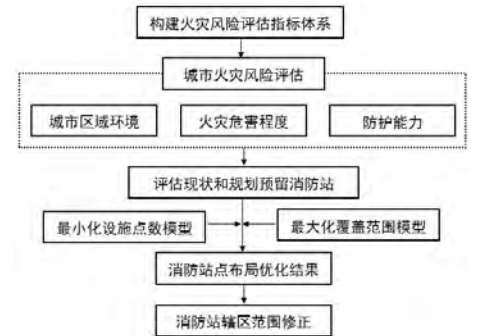 构建火灾风险评估指标体系
城市火灾风险评估
城市区域环境
火灾危害程度
防护能力
评估现状和规划预留消防站
最小化设施点数模型
最大化覆盖范围模型
消防站点布局优化结果
消防站辖区范围修正